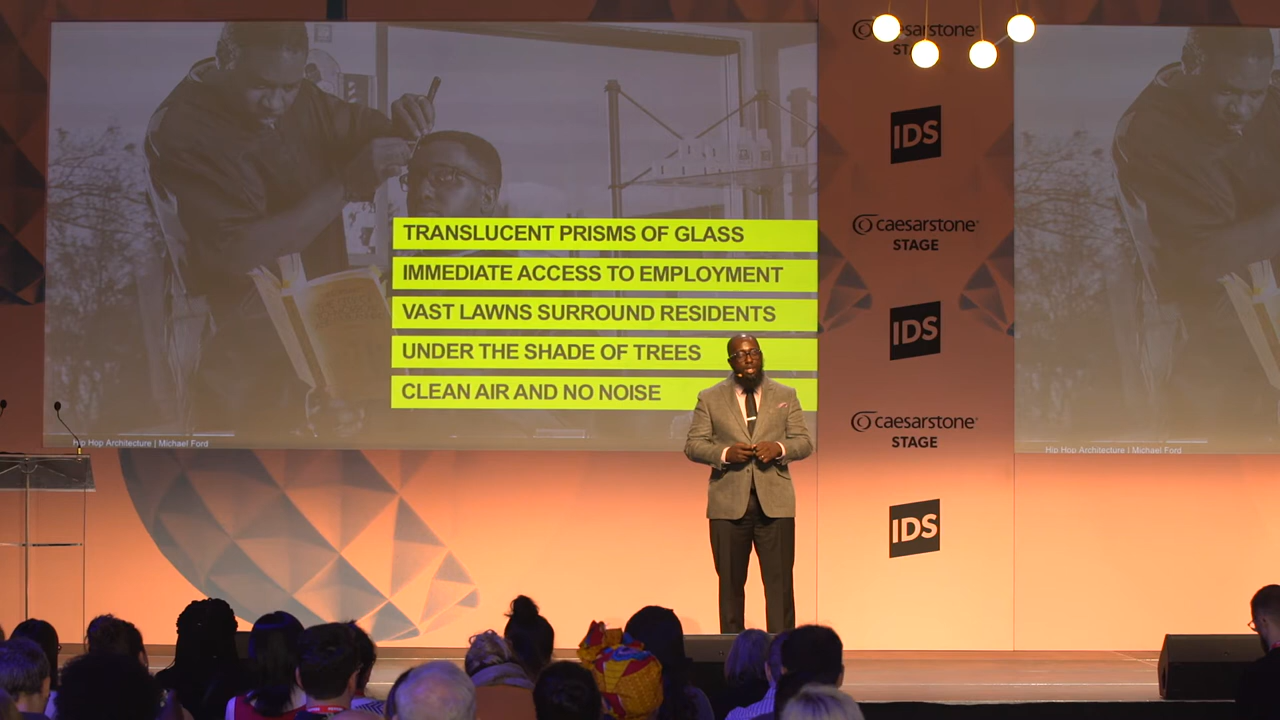 TRANSLUCENT PRISMS OF GLASS
IMMEDIATE ACCESS TO EMPLOYMENT
VAST LAWNS SURROUND RESIDENTS
UNDER THE SHADE OF TREES
CLEAN AIR AND NO NOISE
Hip Hop Architecture | Michael Ford
caesarstone
IDS
caesarstone
STAGE
IDS
caesarstone
STAGE
IDS
Hip Hop Architecture | Michael Ford